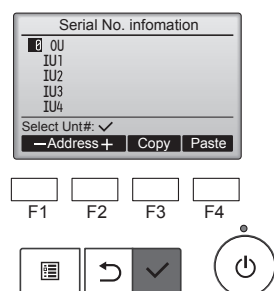 Serial No. infomation
0 OU
IU1
IU2
IU3
IU4
Select Unt#: ✓
−Address+ Copy Paste
F1 F2 F3 F4